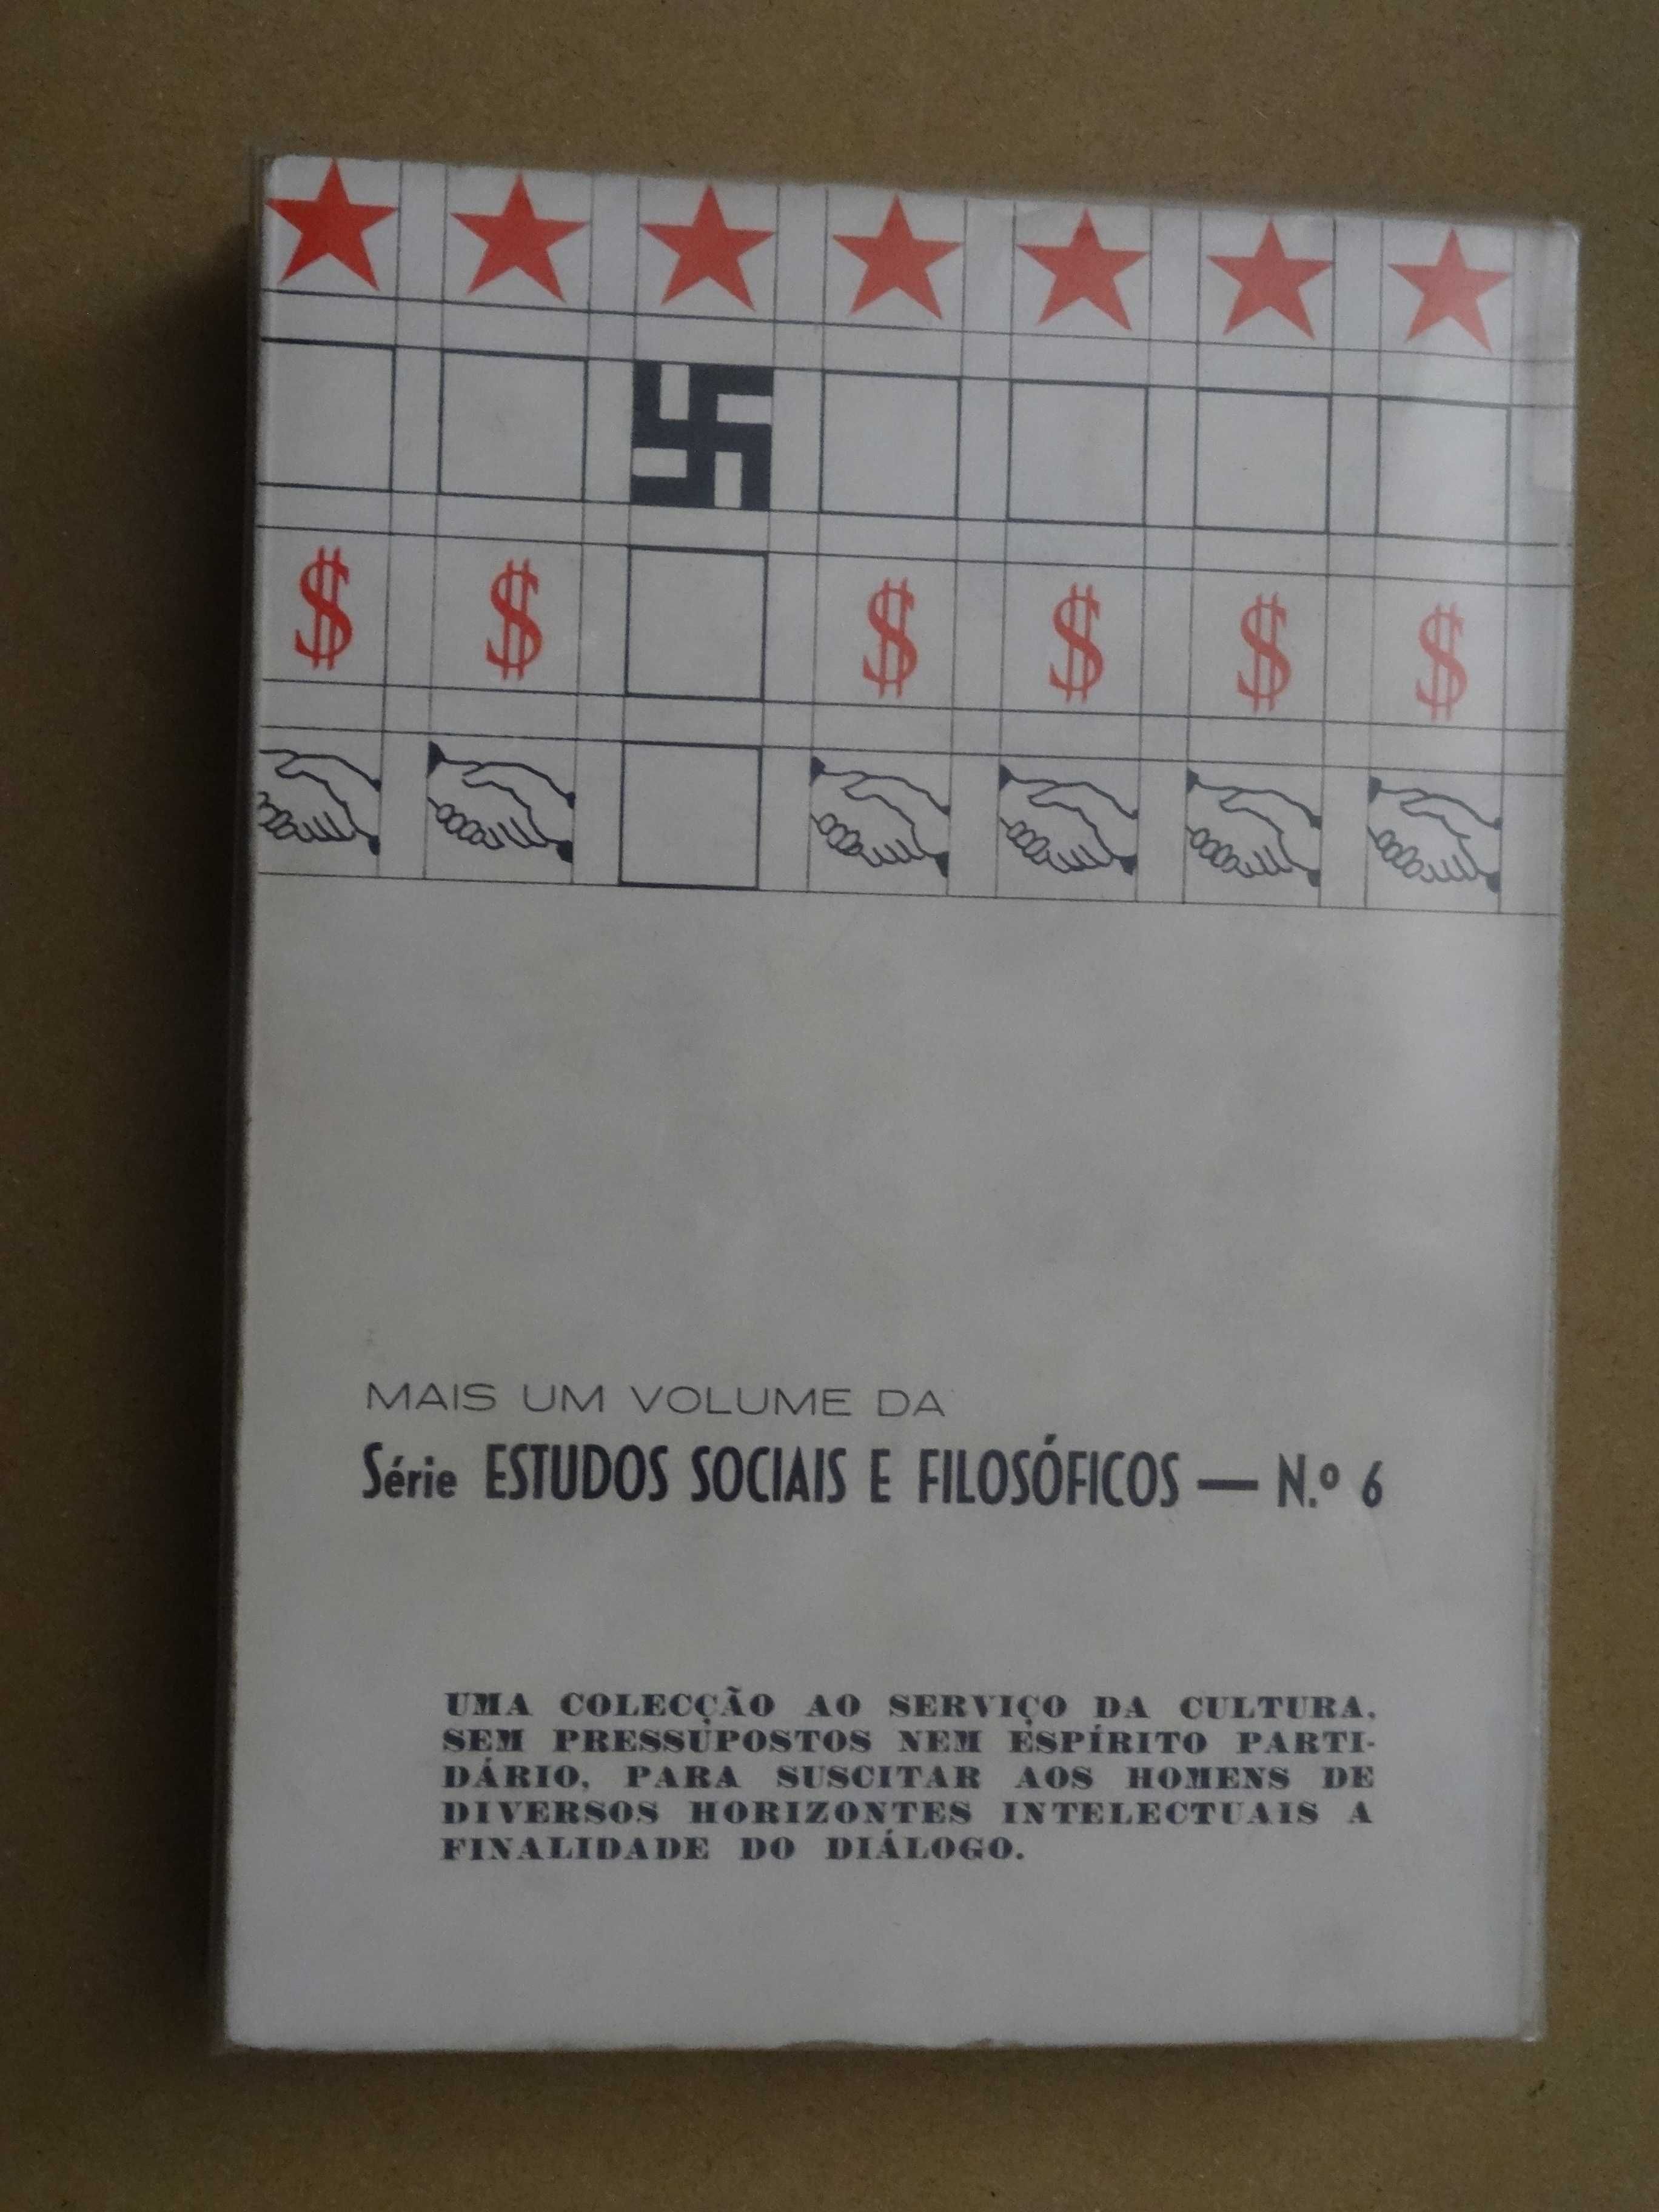 $ $ $ $ $ $
MAIS UM VOLUME DA
Série ESTUDOS SOCIAIS E FILOSÓFICOS — N.º 6
UMA COLECÇÃO AO SERVIÇO DA CULTURA,
SEM PRESSUPOSTOS NEM ESPÍRITO PARTI-
DÁRIO, PARA SUSCITAR AOS HOMENS DE
DIVERSOS HORIZONTES INTELECTUAIS A
FINALIDADE DO DIÁLOGO.